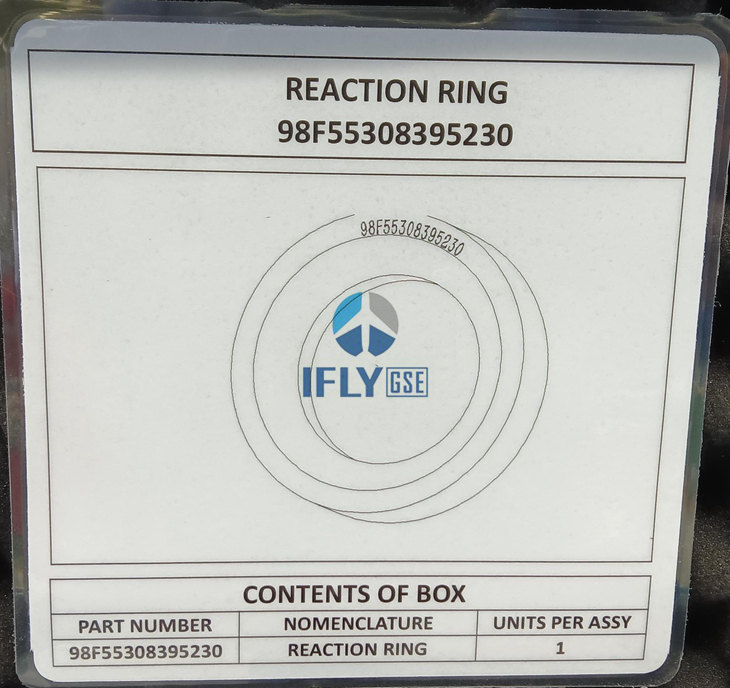 REACTION RING
98F55308395230
98F55308395230
IFLY GSE
CONTENTS OF BOX
PART NUMBER NOMENCLATURE UNITS PER ASSY
98F55308395230 REACTION RING 1